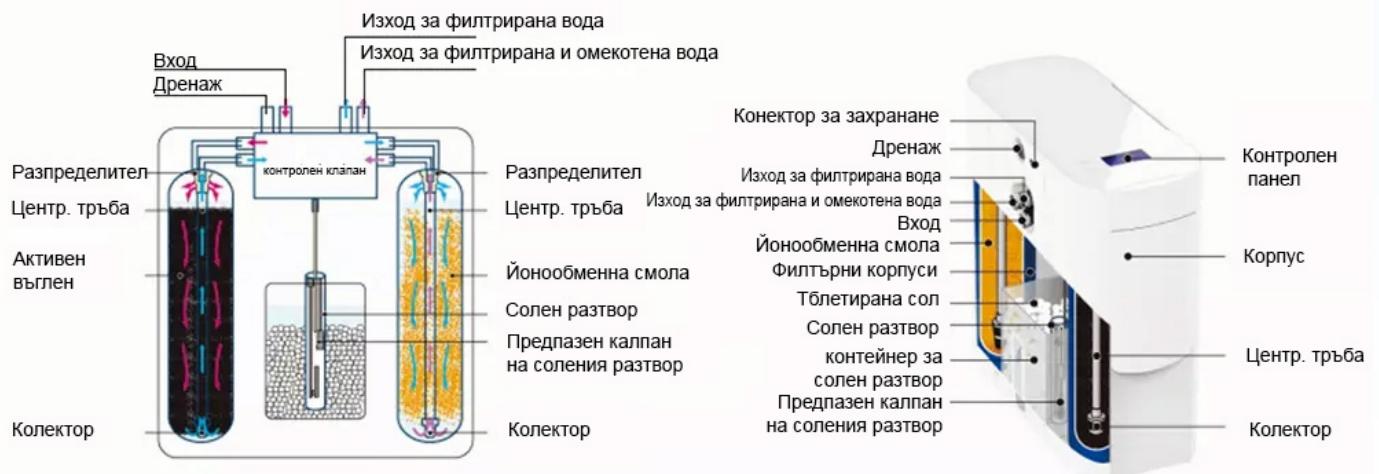 Изход за филтрирана вода
Изход за филтрирана и омекотена вода
Вход
Дренаж
контролен клапан
Разпределител
Центр. тръба
Активен
въглен
Колектор
Разпределител
Центр. тръба
Йонообменна смола
Солен разтвор
Предпазен калпан
на соления разтвор
Колектор
Конектор за захранане
Дренаж
Изход за филтрирана вода
Изход за филтрирана и омекотена вода
Вход
Йонообменна смола
Филтърни корпуси
Тблетирана сол
Солен разтвор
контейнер за
солен разтвор
Предпазен калпан
на соления разтвор
Контролен
панел
Корпус
Центр. тръба
Колектор